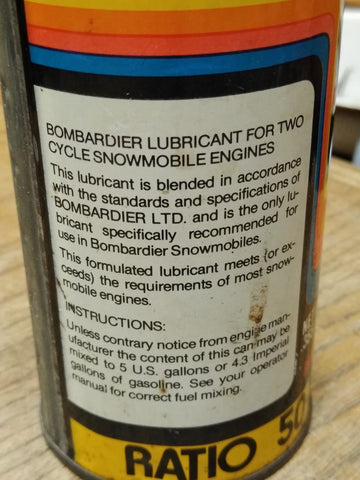 BOMBARDIER LUBRICANT FOR TWO
CYCLE SNOWMOBILE ENGINES
This lubricant is blended in accordance
with the standards and specifications of
BOMBARDIER LTD. and is the only lu-
bricant specifically recommended for
use in Bombardier Snowmobiles.
This formulated lubricant meets (or ex-
ceeds) the requirements of most snow-
mobile engines.
INSTRUCTIONS:
Unless contrary notice from engine man-
ufacturer the content of this can may be
mixed to 5 U.S. gallons or 4.3 Imperial
gallons of gasoline. See your operator
manual for correct fuel mixing.
RATIO 50